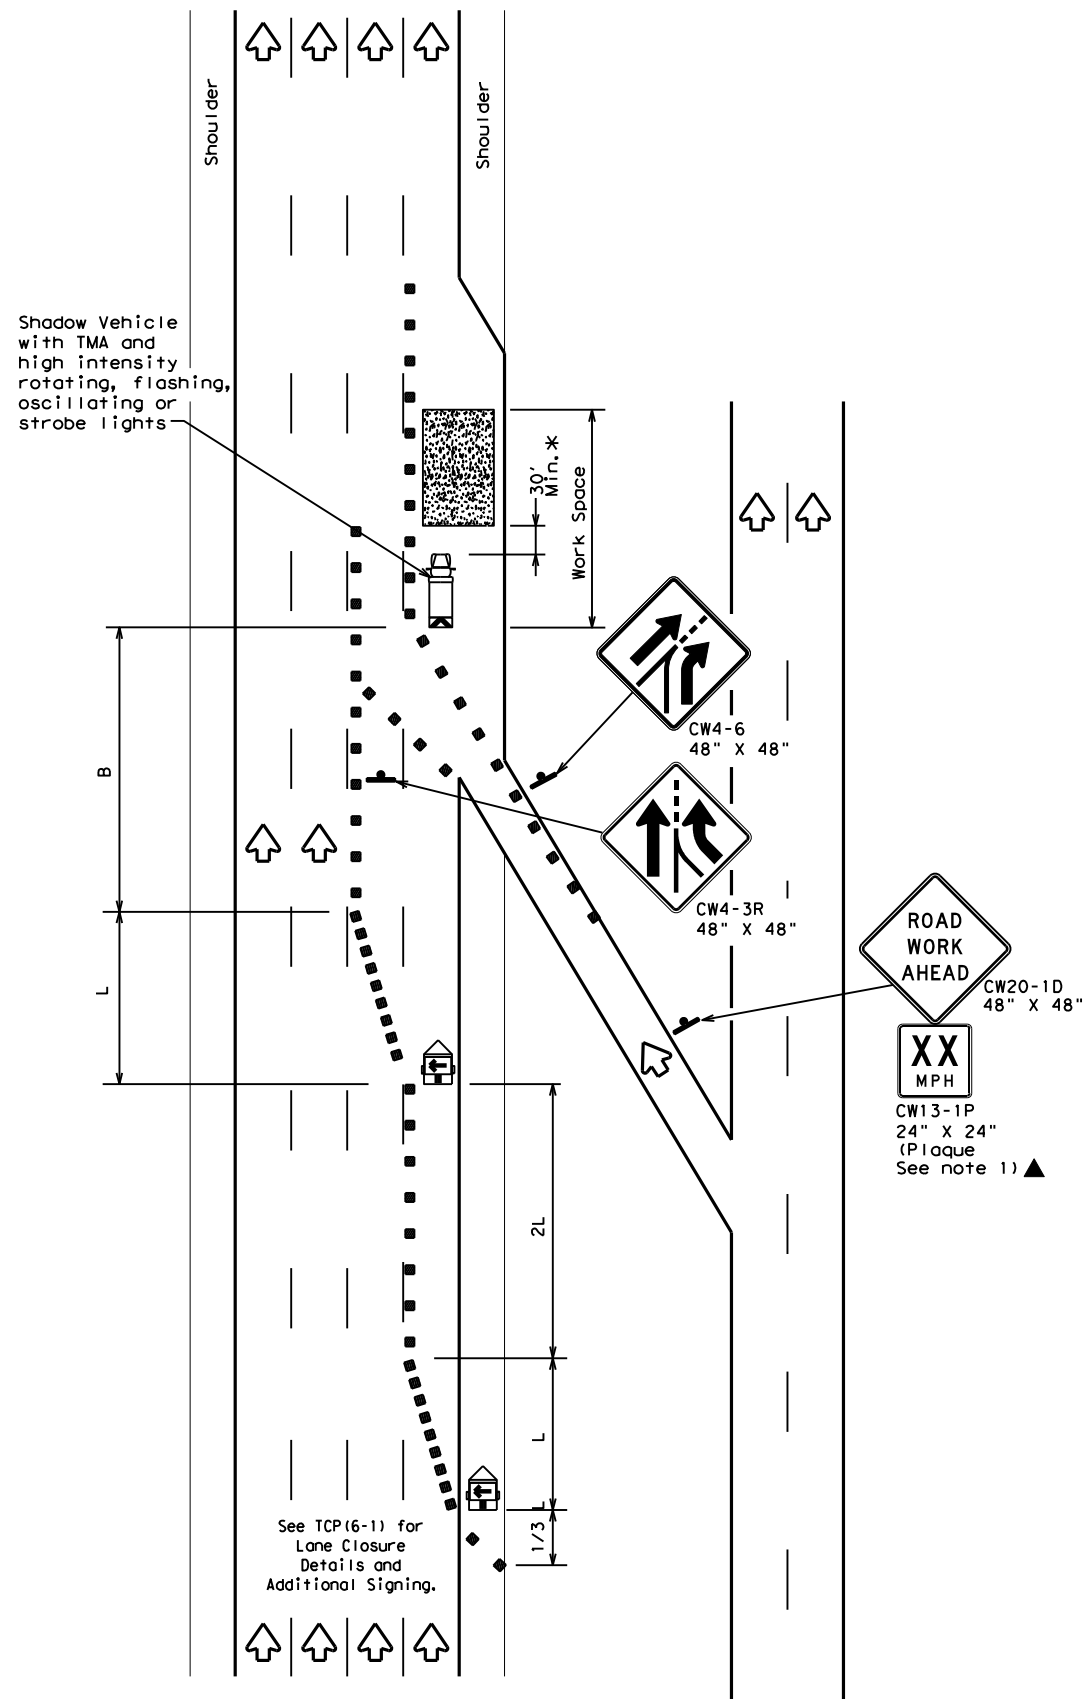 Shoulder
Shoulder
Shadow Vehicle
with TMA and
high intensity
rotating, flashing,
oscillating or
strobe lights
30'
Min.*
Work Space
CW4-6
48" X 48"
B
CW4-3R
48" X 48"
ROAD
WORK
AHEAD
CW20-1D
48" X 48"
L
XX
MPH
CW13-1P
24" X 24"
(Plaque
See note 1) ▲
2L
L
1/3 L
See TCP(6-1) for
Lane Closure
Details and
Additional Signing.